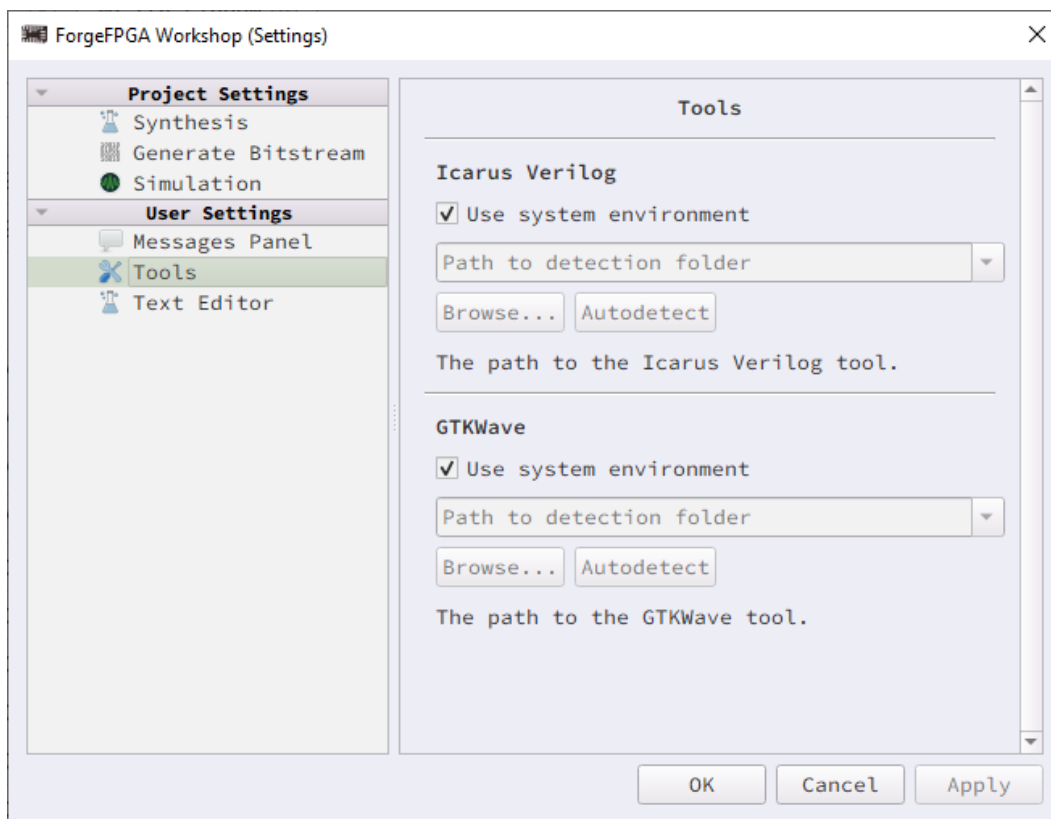 ForgeFPGA Workshop (Settings)
Project Settings
Synthesis
Generate Bitstream
Simulation
User Settings
Messages Panel
Tools
Text Editor
Tools
Icarus Verilog
Use system environment
Path to detection folder
Browse... Autodetect
The path to the Icarus Verilog tool.
GTKWave
Use system environment
Path to detection folder
Browse... Autodetect
The path to the GTKWave tool.
OK Cancel Apply